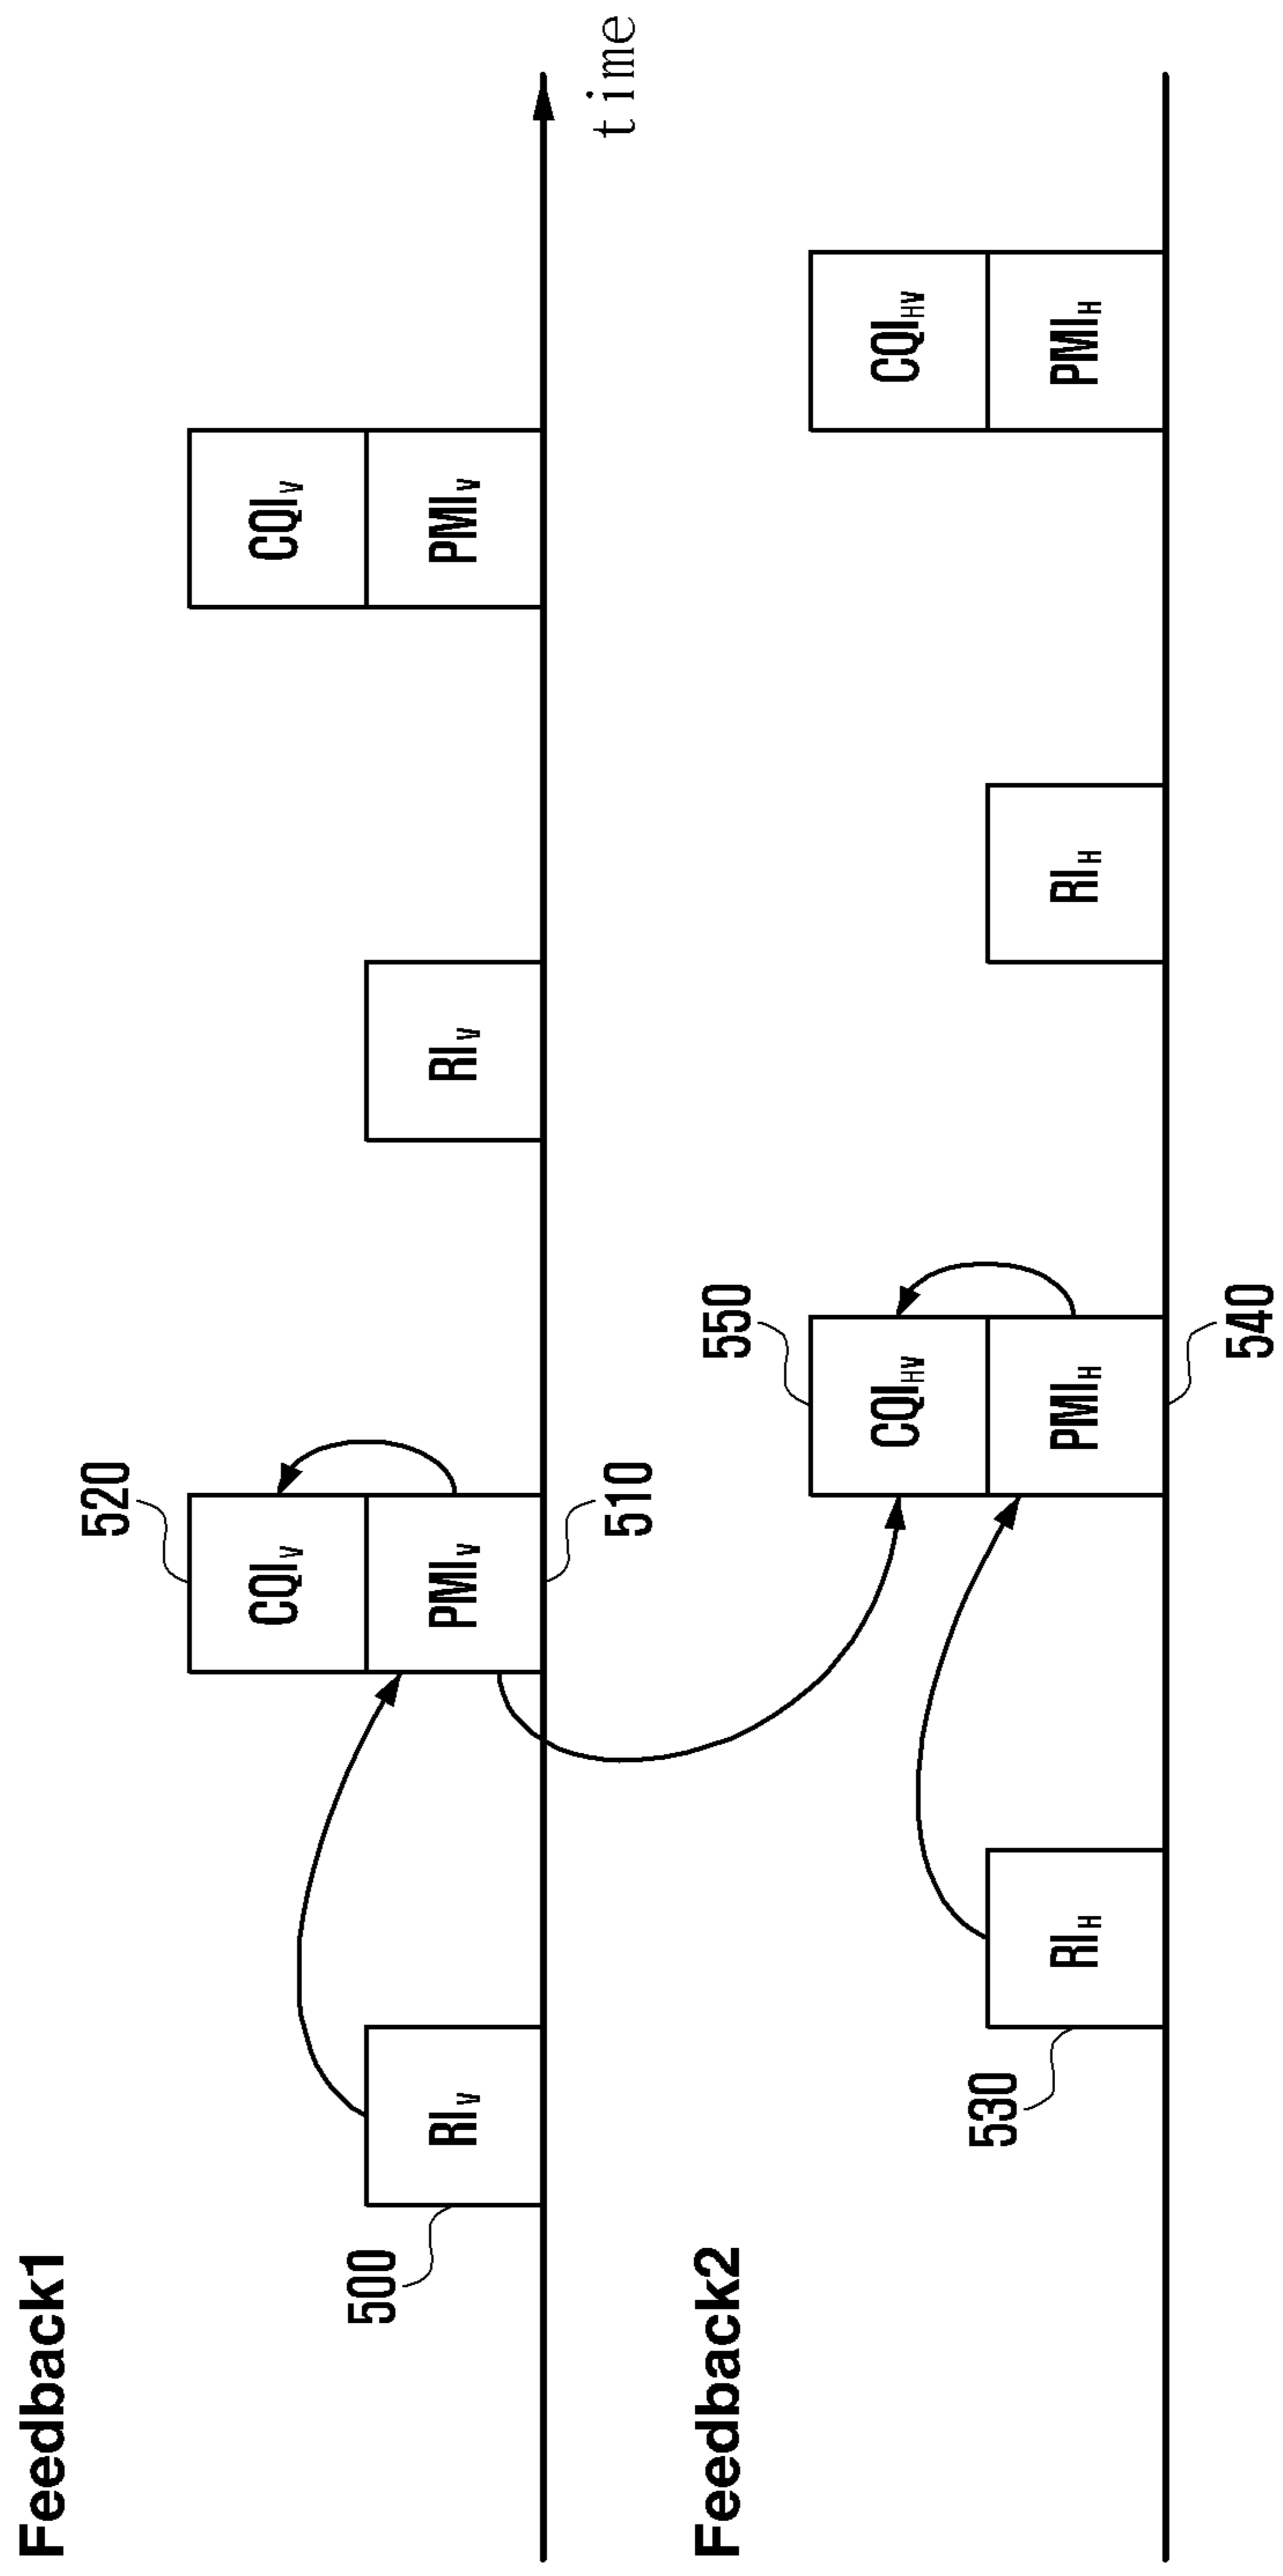 Feedback1
500
RIV
520
CQIV
PMIV
510
RIV
CQIV
PMIV
time
Feedback2
530
RIH
550
CQIHV
PMIH
540
RIH
CQIHV
PMIH